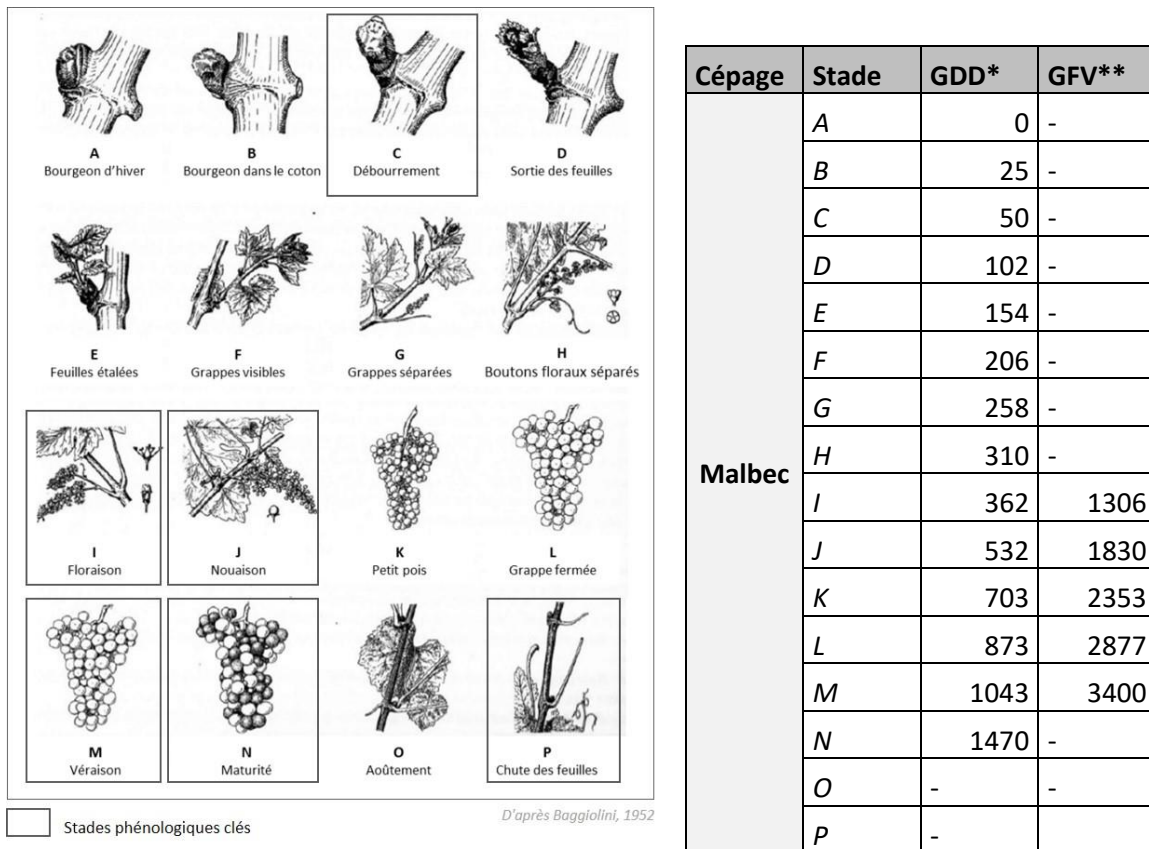 A B C D
Bourgeon d'hiver Bourgeon dans le coton Débourrement Sortie des feuilles
E F G H
Feuilles étalées Grappes visibles Grappes séparées Boutons floraux séparés
I J K L
Floraison Nouaison Petit pois Grappe fermée
M N O P
Véraison Maturité Aoûtement Chute des feuilles
Stades phénologiques clés
D'après Baggiolini, 1952
Cépage Stade GDD* GFV**
Malbec
A 0 -
B 25 -
C 50 -
D 102 -
E 154 -
F 206 -
G 258 -
H 310 -
I 362 1306
J 532 1830
K 703 2353
L 873 2877
M 1043 3400
N 1470 -
O - -
P -